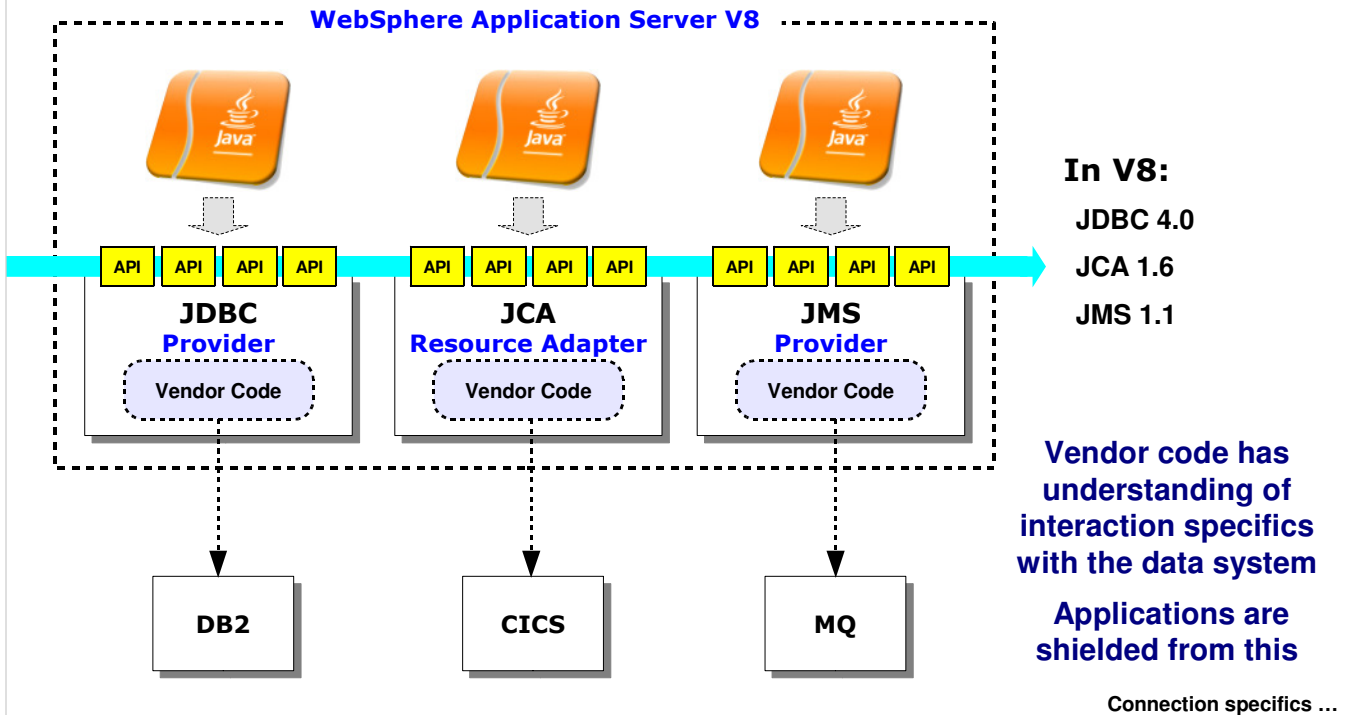 WebSphere Application Server V8
Java Java Java
API API API API API API API API API API API API
JDBC
Provider
Vendor Code
JCA
Resource Adapter
Vendor Code
JMS
Provider
Vendor Code
DB2
CICS
MQ
In V8:
JDBC 4.0
JCA 1.6
JMS 1.1
Vendor code has
understanding of
interaction specifics
with the data system
Applications are
shielded from this
Connection specifics ...